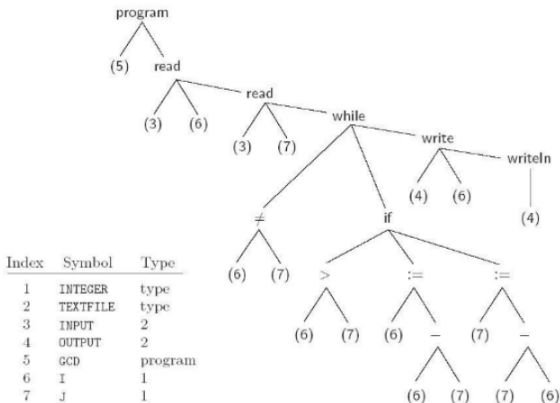 program
(5) read
read
(3) (6)
while
(3) (7)
write
writeln
(4) (6)
(4)
≠ if
(6) (7) > := :=
(6) (7) (6) − (7) −
(6) (7) (7) (6)
Index Symbol Type
1 INTEGER type
2 TEXTFILE type
3 INPUT 2
4 OUTPUT 2
5 GCD program
6 I 1
7 J 1